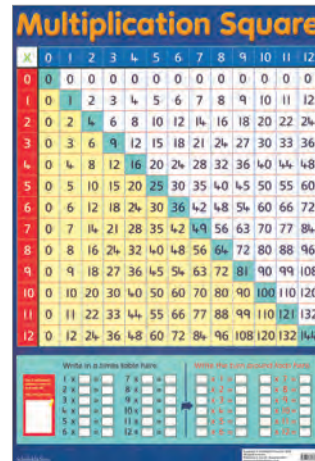 Multiplication Square
X 0 1 2 3 4 5 6 7 8 9 10 11 12
0 0 0 0 0 0 0 0 0 0 0 0 0 0
1 0 1 2 3 4 5 6 7 8 9 10 11 12
2 0 2 4 6 8 10 12 14 16 18 20 22 24
3 0 3 6 9 12 15 18 21 24 27 30 33 36
4 0 4 8 12 16 20 24 28 32 36 40 44 48
5 0 5 10 15 20 25 30 35 40 45 50 55 60
6 0 6 12 18 24 30 36 42 48 54 60 66 72
7 0 7 14 21 28 35 42 49 56 63 70 77 84
8 0 8 16 24 32 40 48 56 64 72 80 88 96
9 0 9 18 27 36 45 54 63 72 81 90 99 108
10 0 10 20 30 40 50 60 70 80 90 100 110 120
11 0 11 22 33 44 55 66 77 88 99 110 121 132
12 0 12 24 36 48 60 72 84 96 108 120 132 144
Write in a times table here
1 x = 7 x =
2 x = 8 x =
3 x = 9 x =
4 x = 10 x =
5 x = 11 x =
6 x = 12 x =